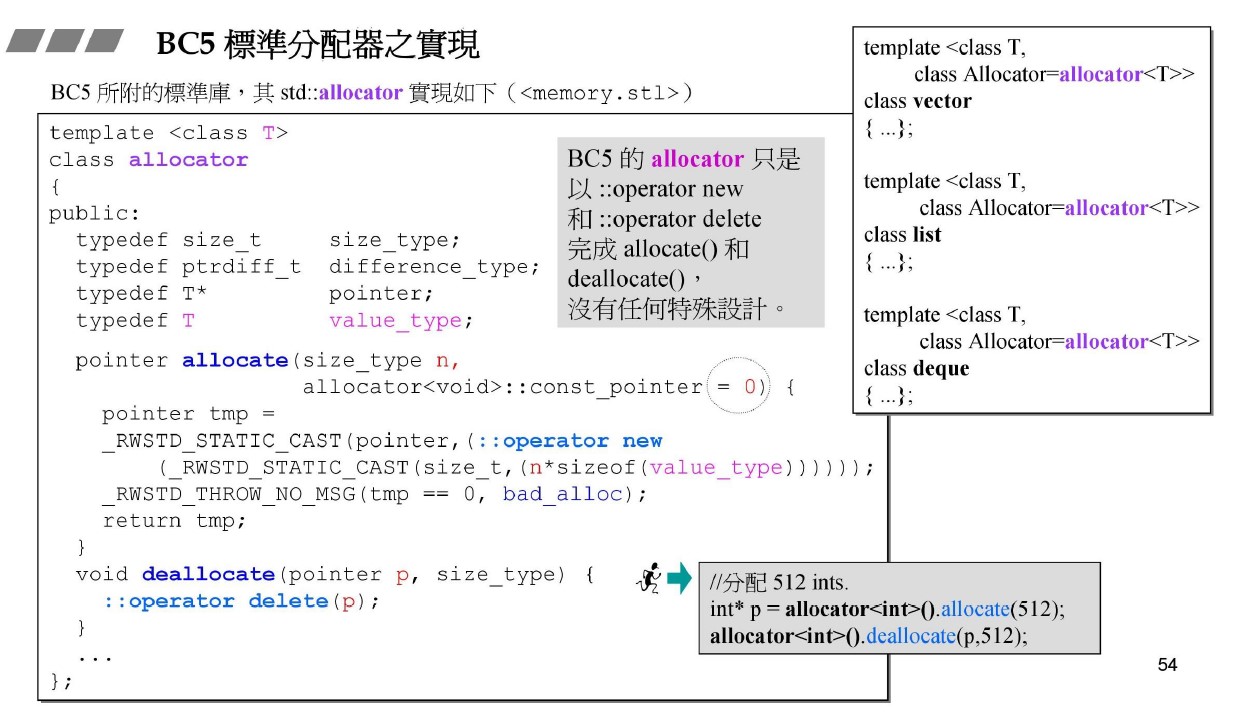 BC5 標準分配器之實現
BC5 所附的標準庫，其 std::allocator 實現如下（<memory.stl>）
template <class T>
class allocator
{
public:
  typedef size_t     size_type;
  typedef ptrdiff_t  difference_type;
  typedef T*         pointer;
  typedef T          value_type;
  pointer allocate(size_type n,
                   allocator<void>::const_pointer = 0) {
    pointer tmp =
    _RWSTD_STATIC_CAST(pointer,(::operator new
        (_RWSTD_STATIC_CAST(size_t,(n*sizeof(value_type))))));
    _RWSTD_THROW_NO_MSG(tmp == 0, bad_alloc);
    return tmp;
  }
  void deallocate(pointer p, size_type) {
    ::operator delete(p);
  }
  ...
};
BC5 的 allocator 只是
以 ::operator new
和 ::operator delete
完成 allocate() 和
deallocate()，
沒有任何特殊設計。
template <class T,
class Allocator=allocator<T>>
class vector
{ ...};
template <class T,
class Allocator=allocator<T>>
class list
{ ...};
template <class T,
class Allocator=allocator<T>>
class deque
{ ...};
//分配 512 ints.
int* p = allocator<int>().allocate(512);
allocator<int>().deallocate(p,512);
54